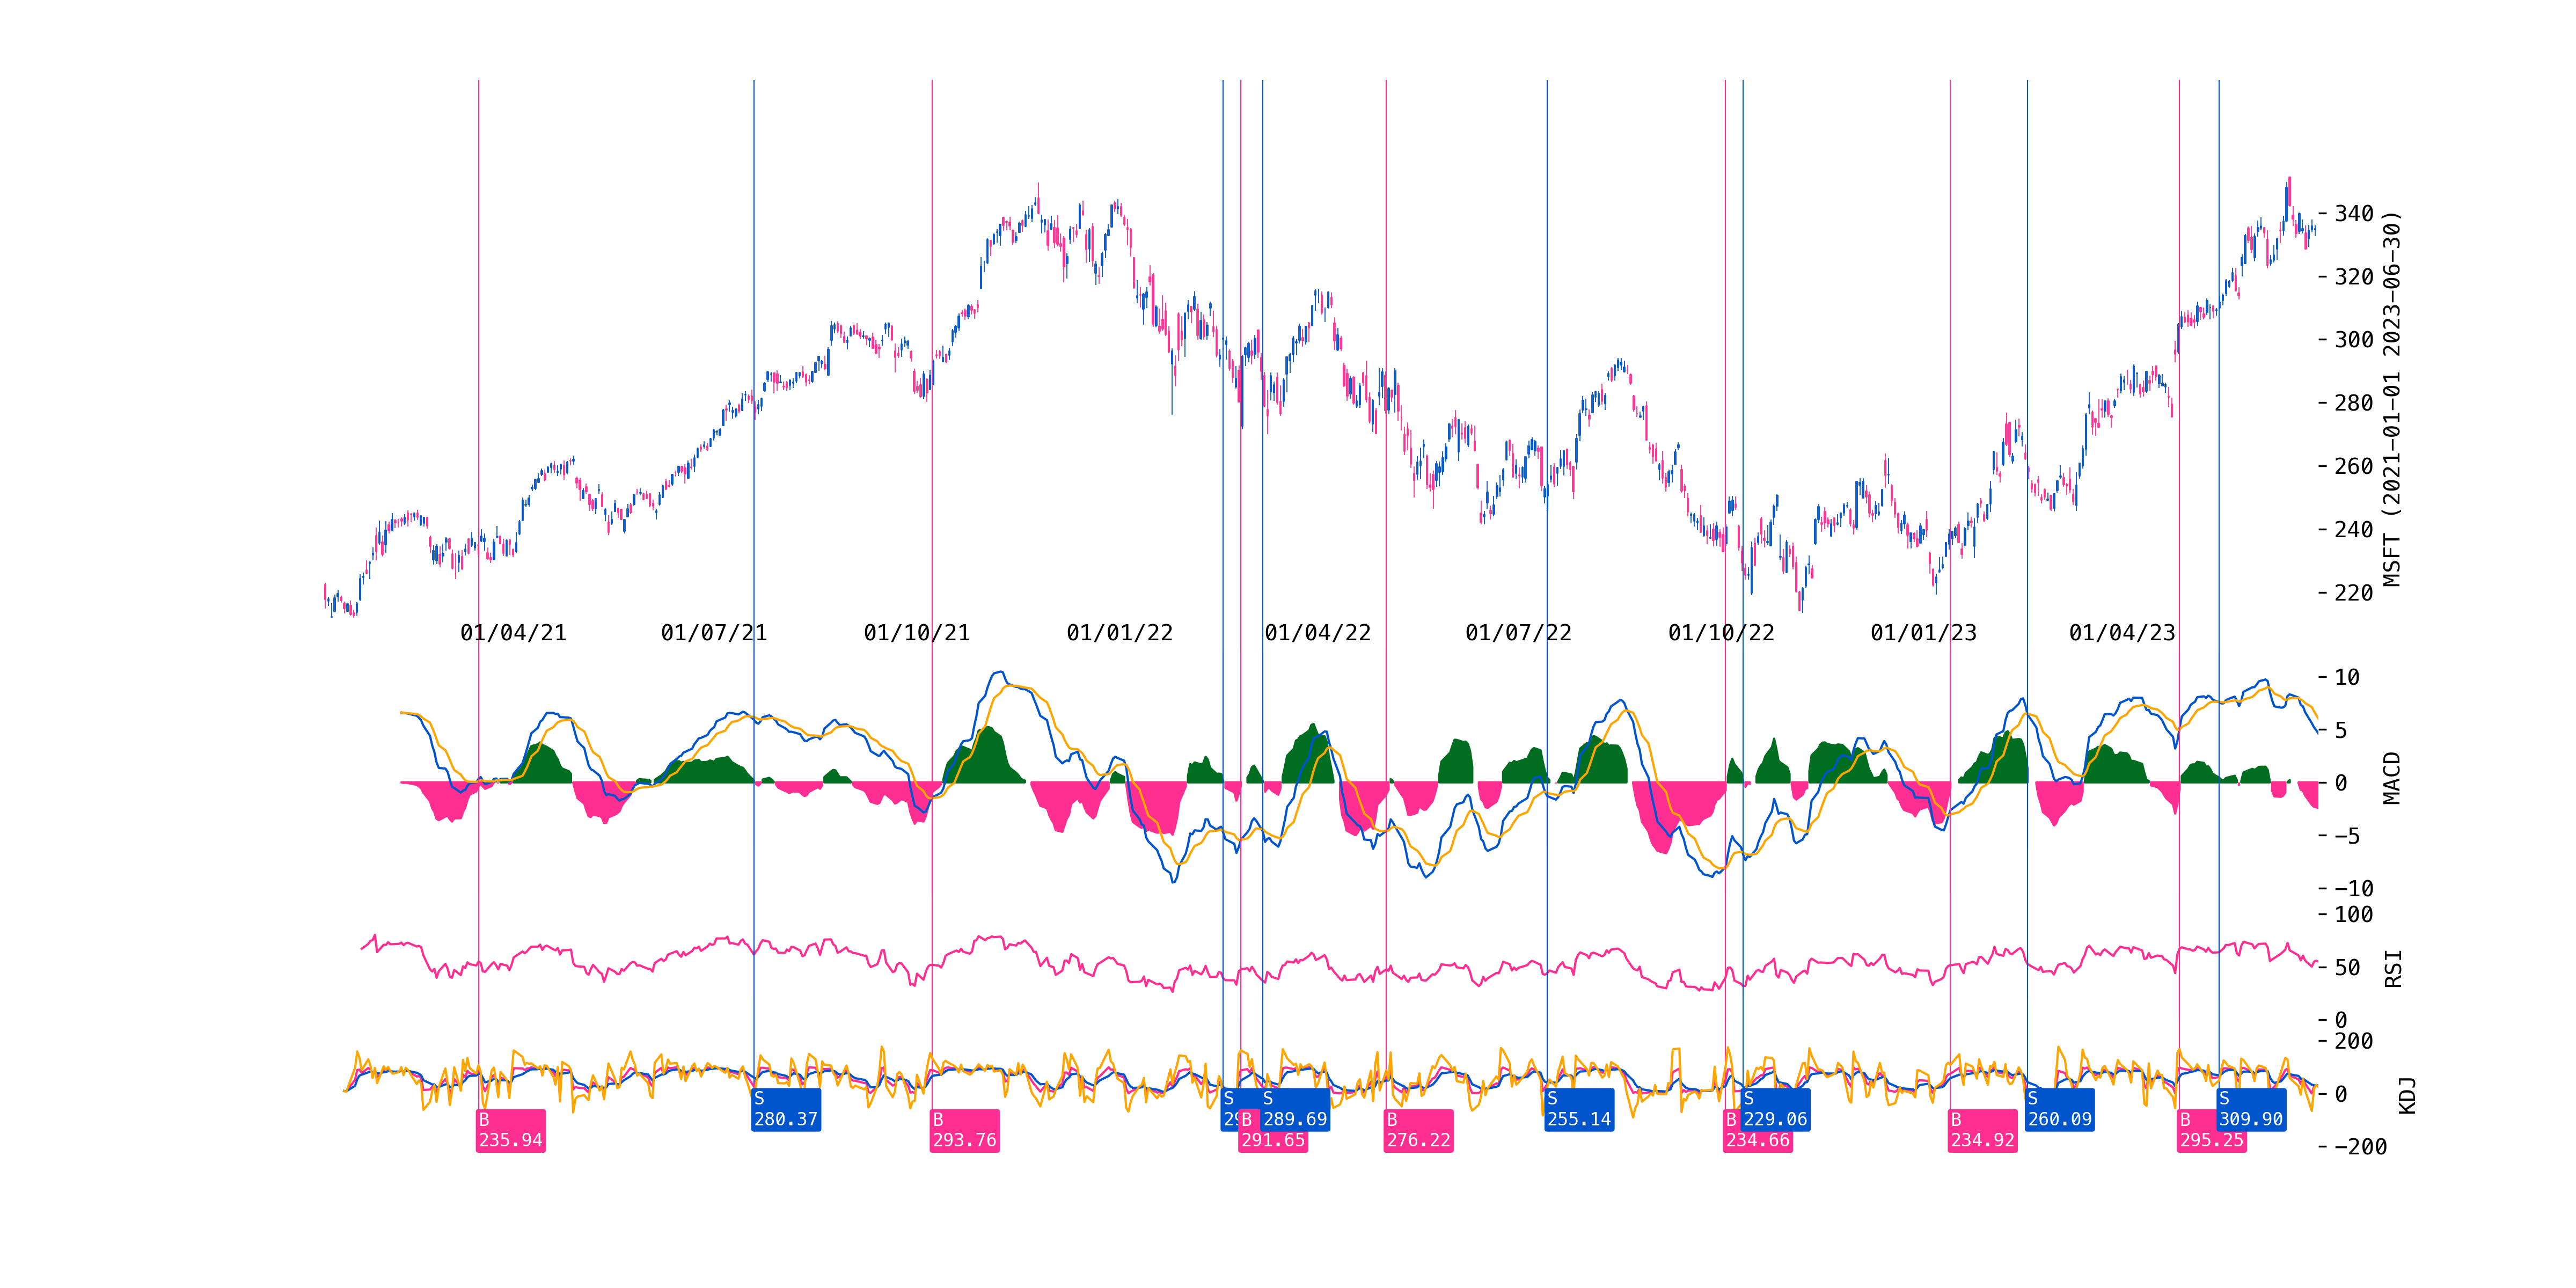 340
320
300
280
260
240
220
MSFT (2021-01-01 2023-06-30)
01/04/21 01/07/21 01/10/21 01/01/22 01/04/22 01/07/22 01/10/22 01/01/23 01/04/23
10
5
0
−5
−10
MACD
100
50
0
RSI
200
0
−200
KDJ
S
280.37
S
S
289.69
S
255.14
S
229.06
S
260.09
S
309.90
B
235.94
B
293.76
B
291.65
B
276.22
B
234.66
B
234.92
B
295.25